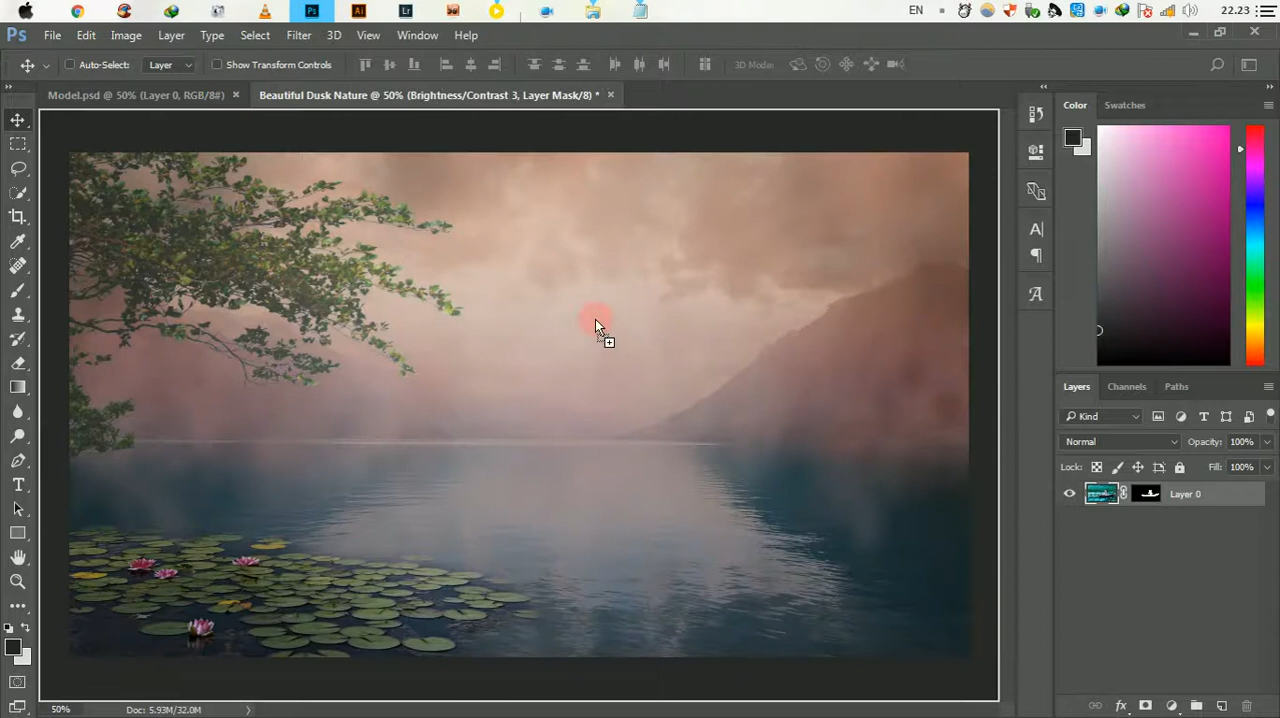 EN
22.23
Ps File Edit Image Layer Type Select Filter 3D View Window Help
Auto-Select: Layer Show Transform Controls 3D Mode:
Model.psd @ 50% (Layer 0, RGB/8#) × Beautiful Dusk Nature @ 50% (Brightness/Contrast 3, Layer Mask/8) * ×
Color Swatches
Layers Channels Paths
Kind
Normal Opacity: 100%
Lock: Fill: 100%
Layer 0
50% Doc: 5.93M/32.0M